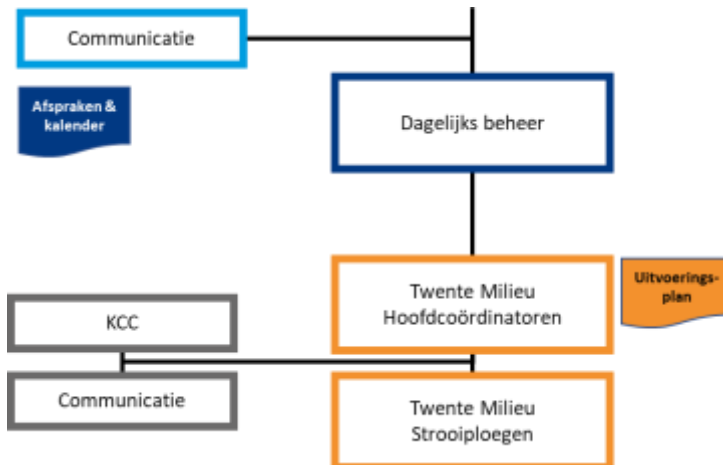 Communicatie
Afspraken &
kalender
Dagelijks beheer
Twente Milieu
Hoofdcoördinatoren
Uitvoerings-
plan
KCC
Communicatie
Twente Milieu
Strooiploegen